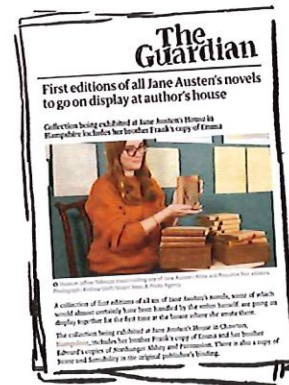 The
Guardian
First editions of all Jane Austen's novels
to go on display at author's house
Collection being exhibited at Jane Austen's House in
Hampshire includes her brother Frank's copy of Emma
A collection of first editions of all six of Jane Austen's novels, some of which
would almost certainly have been handled by the writer herself, are going on
display together for the first time at the house where she wrote them.
The collection being exhibited at Jane Austen's House in Chawton,
Hampshire, includes her brother Frank's copy of Emma and her brother
Edward's copies of Northanger Abbey and Persuasion. There is also a copy of
Sense and Sensibility in the original publisher's binding.